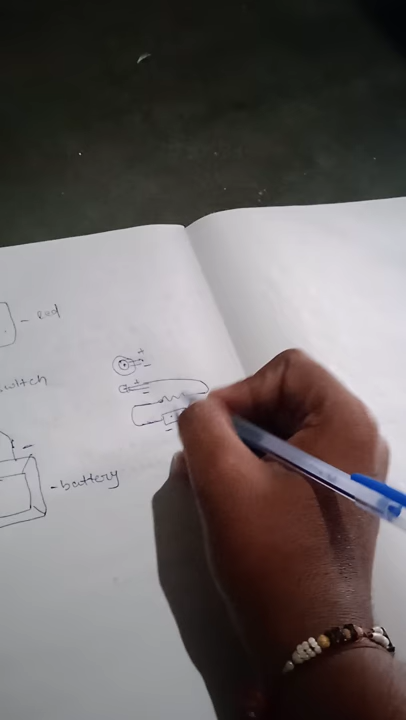 - led
switch
- battery